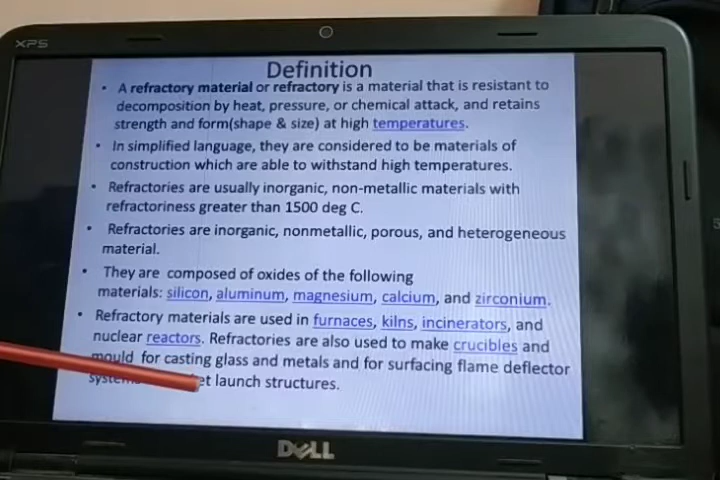 XPS
Definition
• A refractory material or refractory is a material that is resistant to
decomposition by heat, pressure, or chemical attack, and retains
strength and form(shape & size) at high temperatures.
• In simplified language, they are considered to be materials of
construction which are able to withstand high temperatures.
• Refractories are usually inorganic, non-metallic materials with
refractoriness greater than 1500 deg C.
• Refractories are inorganic, nonmetallic, porous, and heterogeneous
material.
• They are composed of oxides of the following
materials: silicon, aluminum, magnesium, calcium, and zirconium.
• Refractory materials are used in furnaces, kilns, incinerators, and
nuclear reactors. Refractories are also used to make crucibles and
mould for casting glass and metals and for surfacing flame deflector
launch structures.
DELL